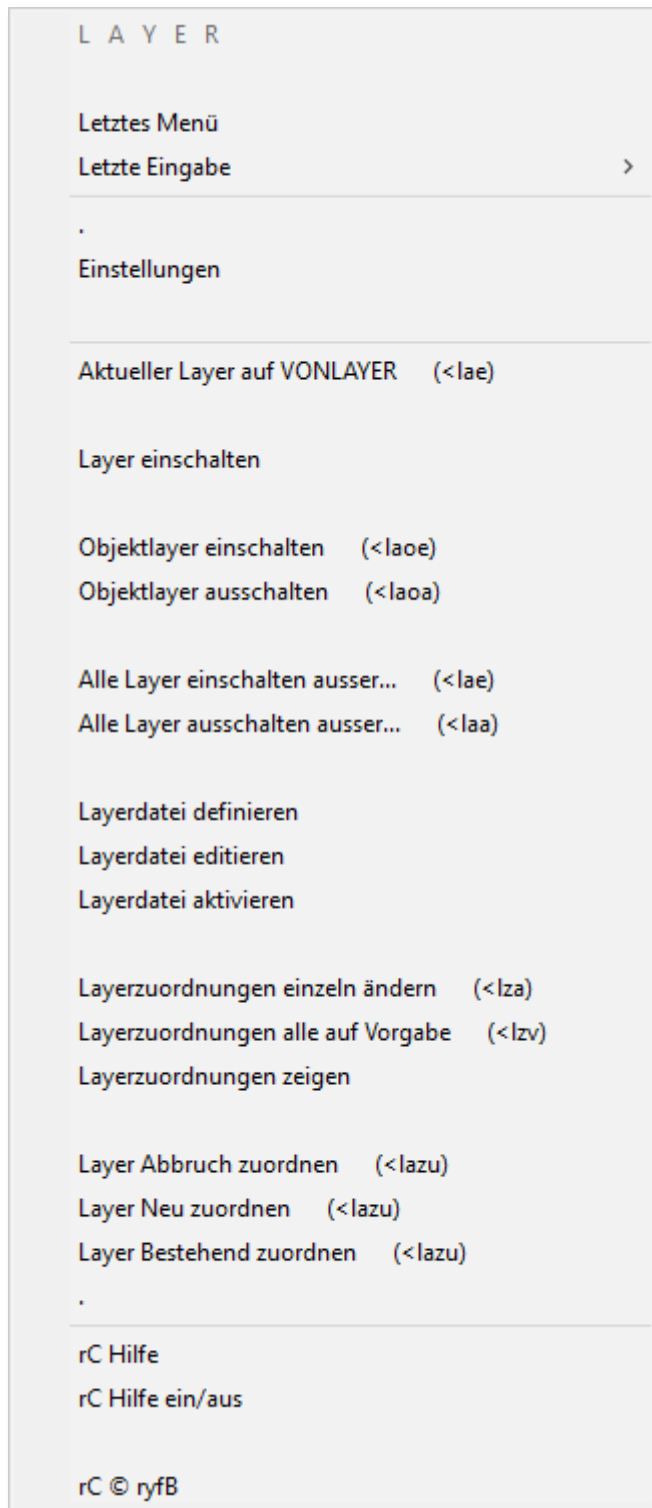 L A Y E R
Letztes Menü
Letzte Eingabe >
.
Einstellungen
Aktueller Layer auf VONLAYER (<lae)
Layer einschalten
Objektlayer einschalten (<laoe)
Objektlayer ausschalten (<laoa)
Alle Layer einschalten ausser... (<lae)
Alle Layer ausschalten ausser... (<laa)
Layerdatei definieren
Layerdatei editieren
Layerdatei aktivieren
Layerzuordnungen einzeln ändern (<lza)
Layerzuordnungen alle auf Vorgabe (<lzv)
Layerzuordnungen zeigen
Layer Abbruch zuordnen (<lazu)
Layer Neu zuordnen (<lazu)
Layer Bestehend zuordnen (<lazu)
.
rC Hilfe
rC Hilfe ein/aus
rC © ryfB